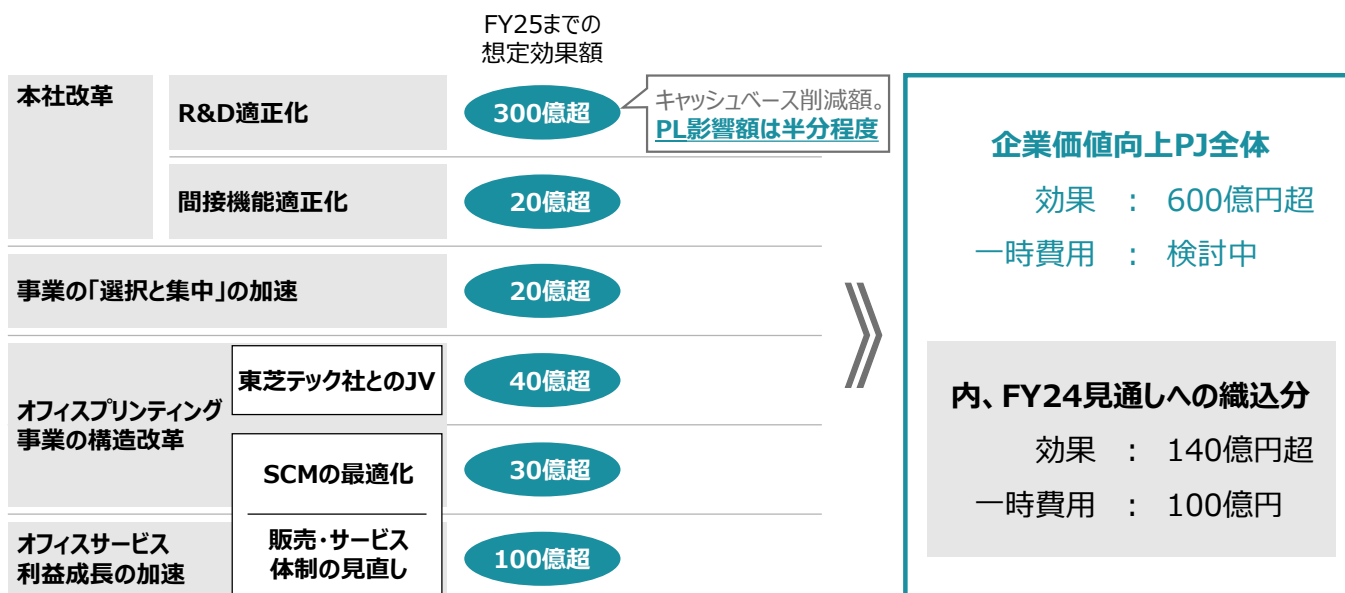 FY25までの
想定効果額
本社改革
R&D適正化
300億超
キャッシュベース削減額。
PL影響額は半分程度
間接機能適正化
20億超
事業の「選択と集中」の加速
20億超
オフィスプリンティング
事業の構造改革
東芝テック社とのJV
40億超
SCMの最適化
30億超
オフィスサービス
利益成長の加速
販売・サービス
体制の見直し
100億超
企業価値向上PJ全体
効果 : 600億円超
一時費用 : 検討中
内、FY24見通しへの織込分
効果 : 140億円超
一時費用 : 100億円